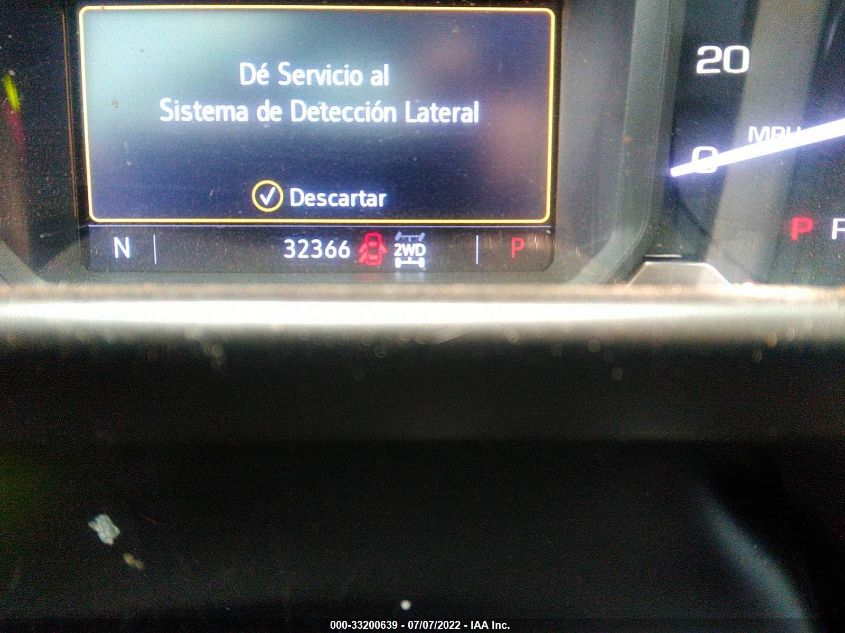 Dé Servicio al
Sistema de Detección Lateral
Descartar
N 32366 2WD P
20
MPH
0
P
000-33200639 - 07/07/2022 - IAA Inc.